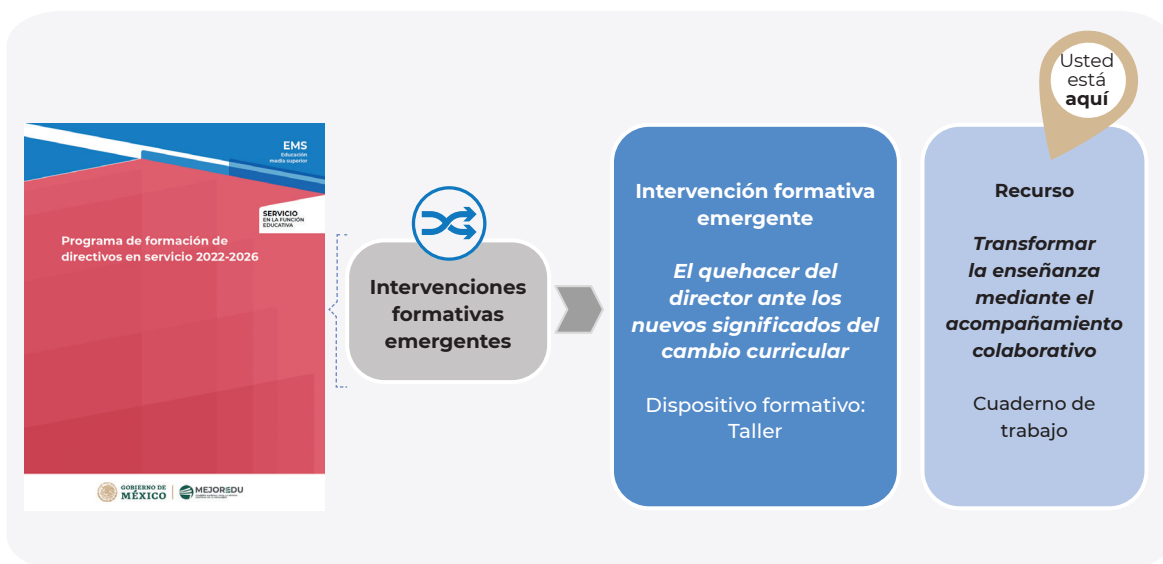 Usted
está
aquí
EMS
Educación
media superior
SERVICIO
EN LA FUNCIÓN
EDUCATIVA
Programa de formación de
directivos en servicio 2022-2026
GOBIERNO DE
MÉXICO
MEJOREDU
Intervenciones
formativas
emergentes
Intervención formativa
emergente
El quehacer del
director ante los
nuevos significados del
cambio curricular
Dispositivo formativo:
Taller
Recurso
Transformar
la enseñanza
mediante el
acompañamiento
colaborativo
Cuaderno de
trabajo